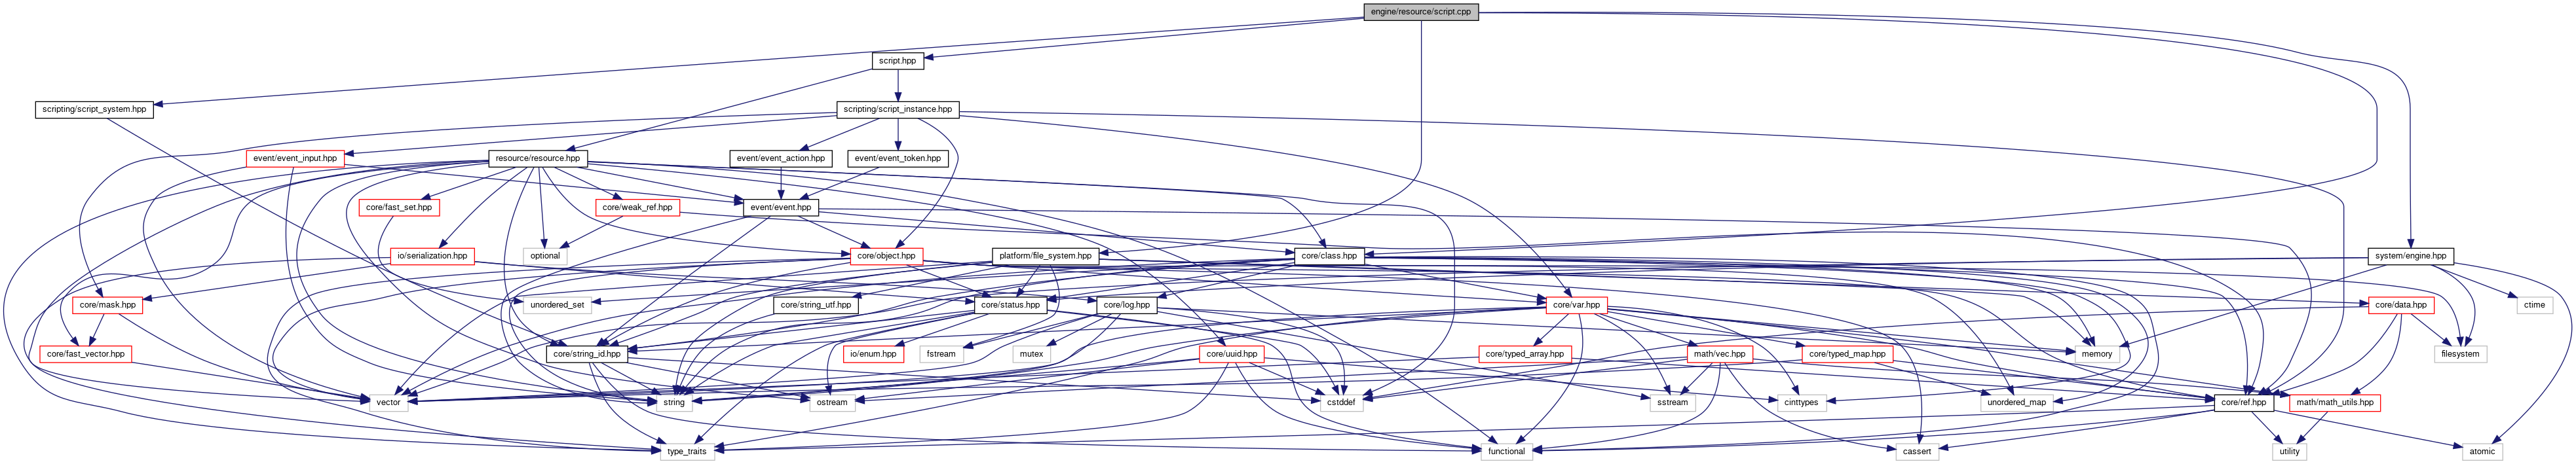 engine/resource/script.cpp
script.hpp
scripting/script_system.hpp
scripting/script_instance.hpp
event/event_input.hpp
resource/resource.hpp
event/event_action.hpp
event/event_token.hpp
core/fast_set.hpp
core/weak_ref.hpp
event/event.hpp
io/serialization.hpp
optional
core/object.hpp
platform/file_system.hpp
core/class.hpp
system/engine.hpp
core/mask.hpp
unordered_set
core/string_utf.hpp
core/status.hpp
core/log.hpp
core/var.hpp
core/data.hpp
ctime
core/fast_vector.hpp
core/string_id.hpp
io/enum.hpp
fstream
mutex
core/uuid.hpp
core/typed_array.hpp
math/vec.hpp
core/typed_map.hpp
memory
filesystem
vector
string
ostream
cstddef
sstream
cinttypes
unordered_map
core/ref.hpp
math/math_utils.hpp
type_traits
functional
cassert
utility
atomic